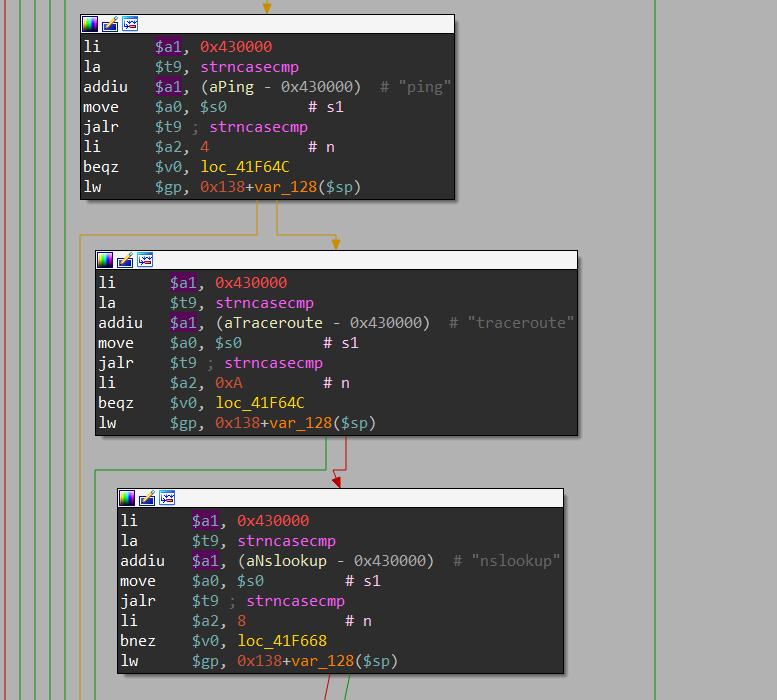 li $a1, 0x430000
la $t9, strncasecmp
addiu $a1, (aPing - 0x430000) # "ping"
move $a0, $s0 # s1
jalr $t9 ; strncasecmp
li $a2, 4 # n
beqz $v0, loc_41F64C
lw $gp, 0x138+var_128($sp)
li $a1, 0x430000
la $t9, strncasecmp
addiu $a1, (aTraceroute - 0x430000) # "traceroute"
move $a0, $s0 # s1
jalr $t9 ; strncasecmp
li $a2, 0xA # n
beqz $v0, loc_41F64C
lw $gp, 0x138+var_128($sp)
li $a1, 0x430000
la $t9, strncasecmp
addiu $a1, (aNslookup - 0x430000) # "nslookup"
move $a0, $s0 # s1
jalr $t9 ; strncasecmp
li $a2, 8 # n
bnez $v0, loc_41F668
lw $gp, 0x138+var_128($sp)